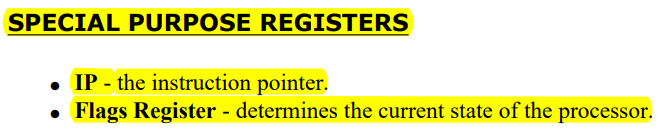 SPECIAL PURPOSE REGISTERS
• IP - the instruction pointer.
• Flags Register - determines the current state of the processor.